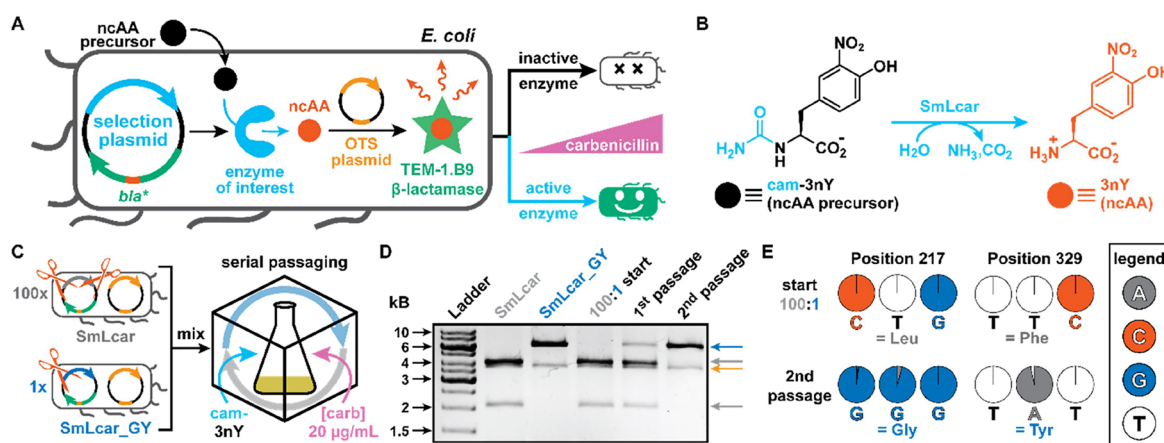 A
ncAA
precursor
E. coli
selection
plasmid
bla*
enzyme
of interest
ncAA
OTS
plasmid
TEM-1.B9
β-lactamase
inactive
enzyme
carbenicillin
active
enzyme
B
NO₂
OH
H₂N
O
N
H
CO₂⁻
SmLcar
H₂O
NH₃,CO₂
NO₂
OH
H₃N
+
CO₂⁻
cam-3nY
(ncAA precursor)
3nY
(ncAA)
C
100x
SmLcar
1x
SmLcar_GY
mix
serial passaging
cam-
3nY
[carb]
20 µg/mL
D
kB
Ladder
SmLcar
SmLcar_GY
100:1 start
1st passage
2nd passage
10
6
4
3
2
1.5
E
Position 217
Position 329
start
100:1
C T G
= Leu
T T C
= Phe
2nd
passage
G G G
= Gly
T A T
= Tyr
legend
A
C
G
T